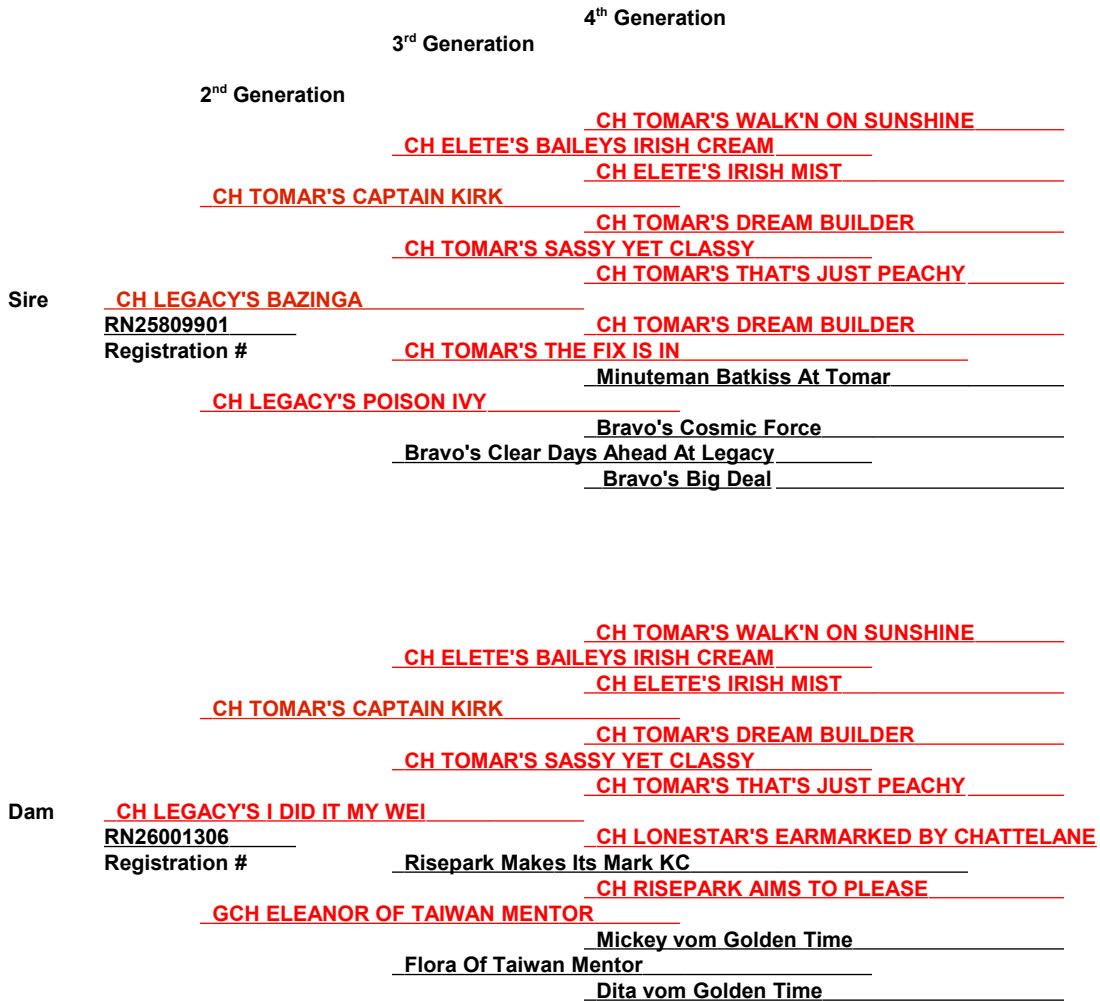 4th Generation
3rd Generation
2nd Generation
CH TOMAR'S WALK'N ON SUNSHINE
CH ELETE'S BAILEYS IRISH CREAM
CH ELETE'S IRISH MIST
CH TOMAR'S CAPTAIN KIRK
CH TOMAR'S DREAM BUILDER
CH TOMAR'S SASSY YET CLASSY
CH TOMAR'S THAT'S JUST PEACHY
Sire CH LEGACY'S BAZINGA
RN25809901 CH TOMAR'S DREAM BUILDER
Registration # CH TOMAR'S THE FIX IS IN
Minuteman Batkiss At Tomar
CH LEGACY'S POISON IVY
Bravo's Cosmic Force
Bravo's Clear Days Ahead At Legacy
Bravo's Big Deal
CH TOMAR'S WALK'N ON SUNSHINE
CH ELETE'S BAILEYS IRISH CREAM
CH ELETE'S IRISH MIST
CH TOMAR'S CAPTAIN KIRK
CH TOMAR'S DREAM BUILDER
CH TOMAR'S SASSY YET CLASSY
CH TOMAR'S THAT'S JUST PEACHY
Dam CH LEGACY'S I DID IT MY WEI
RN26001306 CH LONESTAR'S EARMARKED BY CHATTELANE
Registration # Risepark Makes Its Mark KC
CH RISEPARK AIMS TO PLEASE
GCH ELEANOR OF TAIWAN MENTOR
Mickey vom Golden Time
Flora Of Taiwan Mentor
Dita vom Golden Time